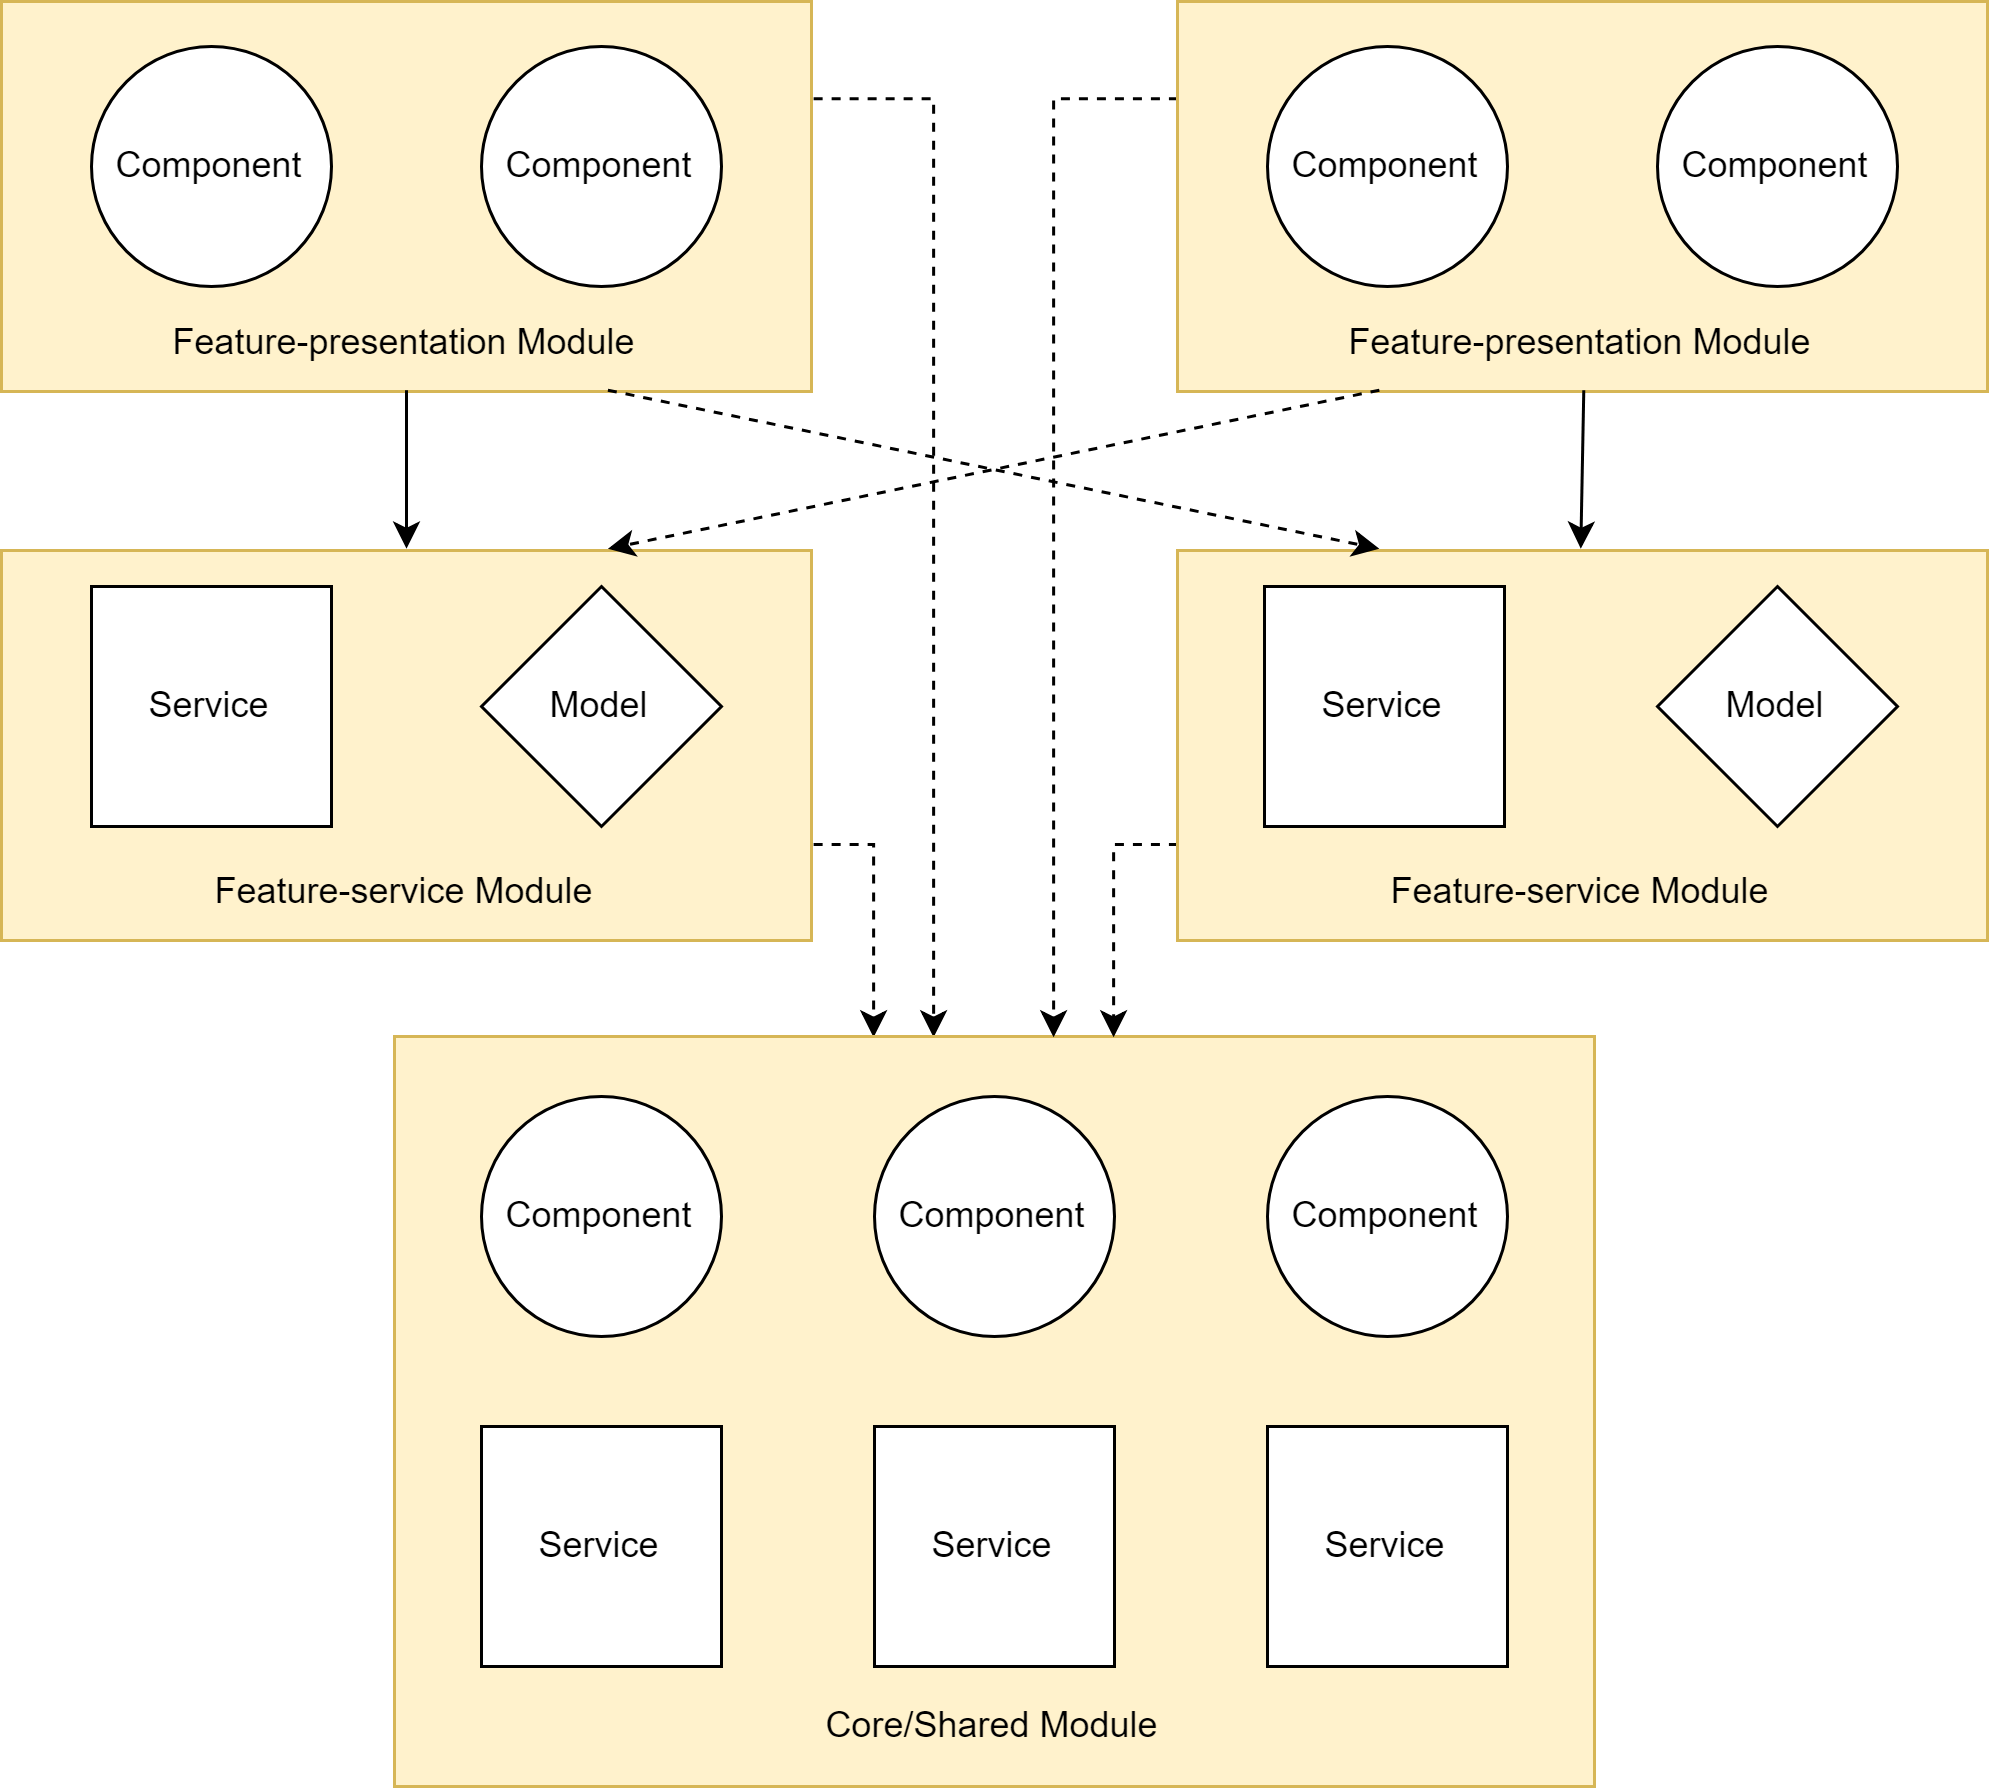 Component
Component
Feature-presentation Module
Component
Component
Feature-presentation Module
Service
Model
Feature-service Module
Service
Model
Feature-service Module
Component
Component
Component
Service
Service
Service
Core/Shared Module